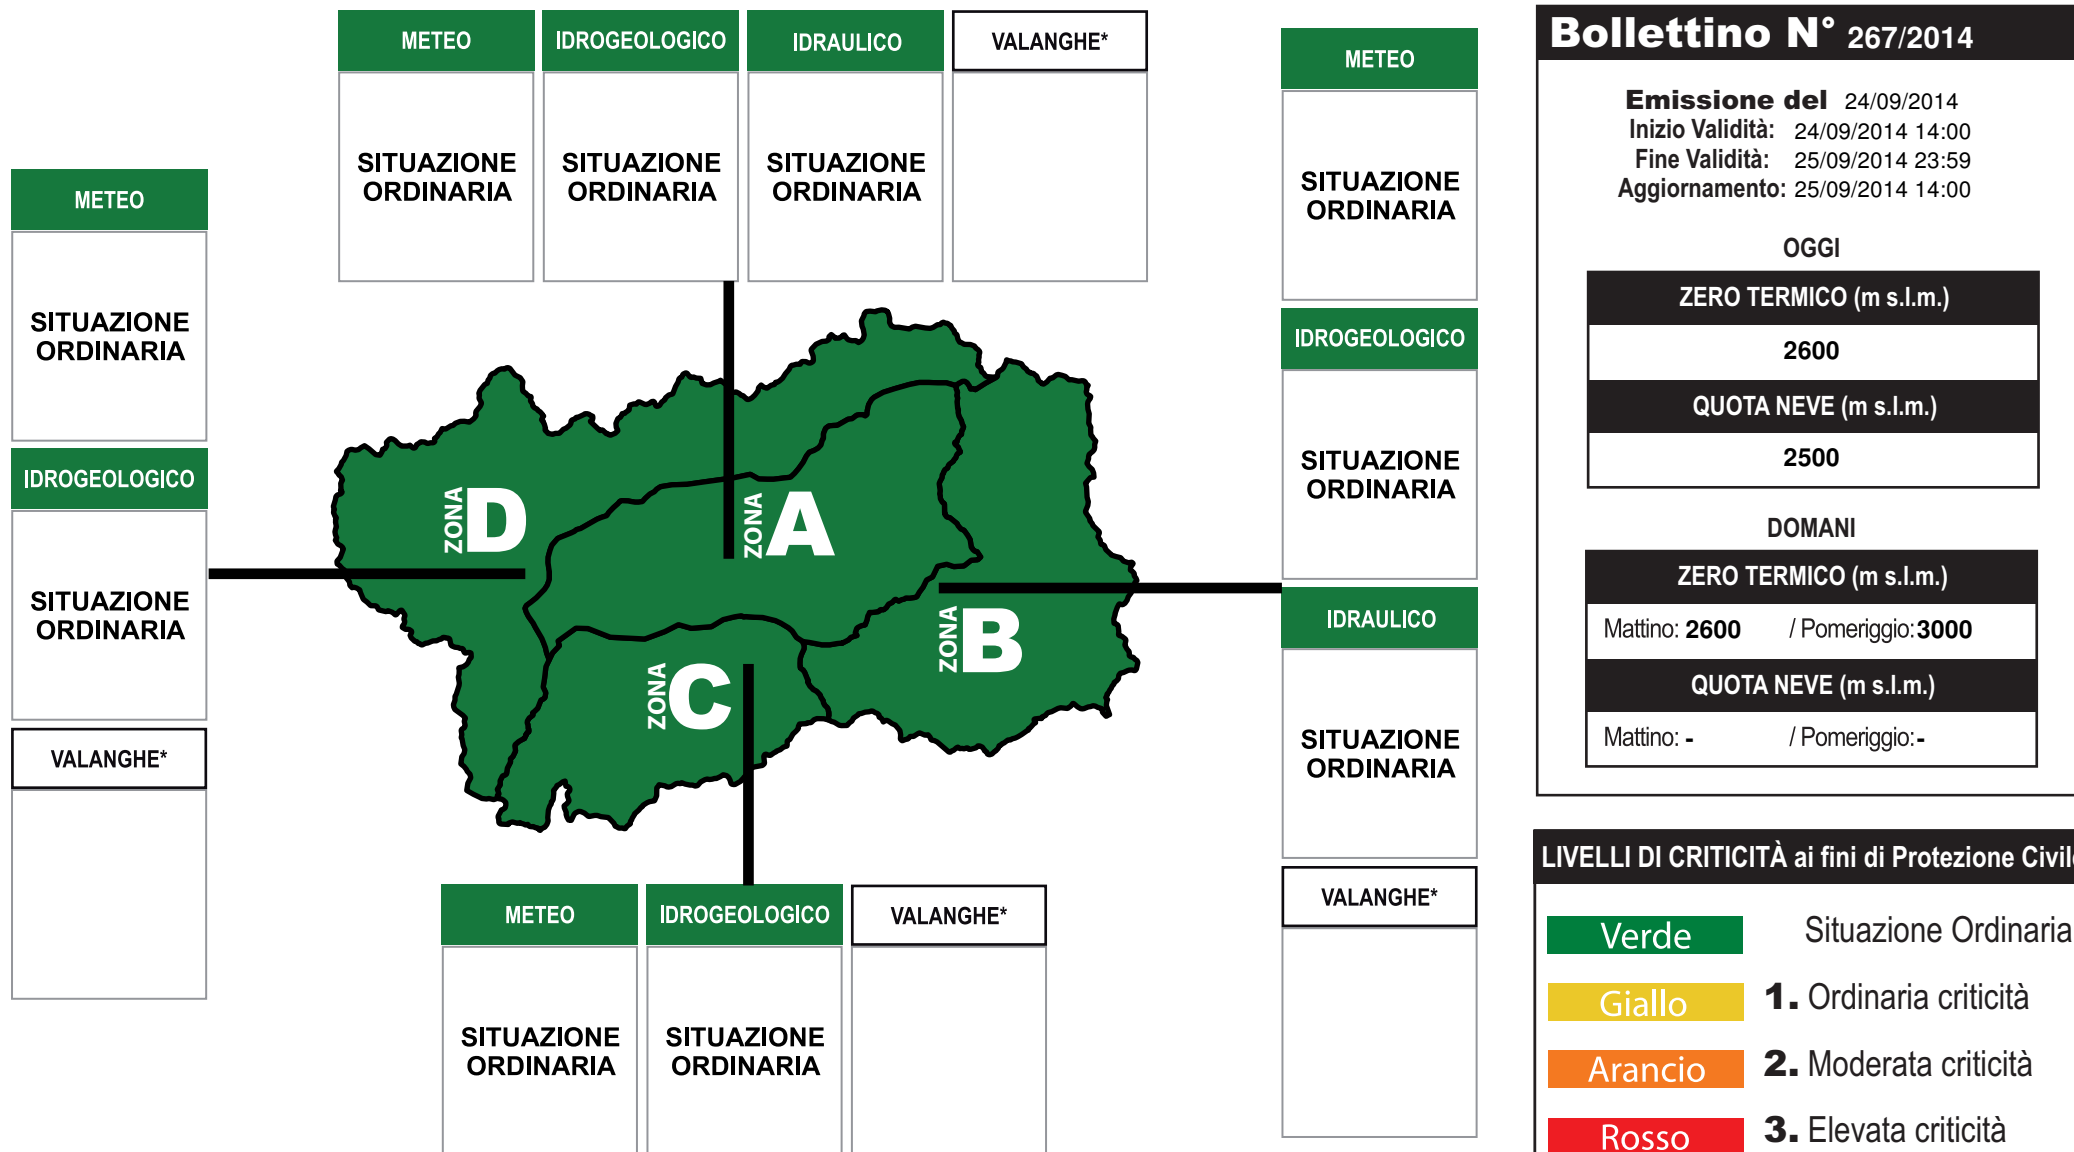 METEO
IDROGEOLOGICO
IDRAULICO
VALANGHE*
SITUAZIONE
ORDINARIA
SITUAZIONE
ORDINARIA
SITUAZIONE
ORDINARIA
METEO
SITUAZIONE
ORDINARIA
IDROGEOLOGICO
SITUAZIONE
ORDINARIA
VALANGHE*
ZONA D
ZONA A
ZONA B
ZONA C
METEO
SITUAZIONE
ORDINARIA
IDROGEOLOGICO
SITUAZIONE
ORDINARIA
IDRAULICO
SITUAZIONE
ORDINARIA
VALANGHE*
METEO
IDROGEOLOGICO
VALANGHE*
SITUAZIONE
ORDINARIA
SITUAZIONE
ORDINARIA
Bollettino N° 267/2014
Emissione del 24/09/2014
Inizio Validità: 24/09/2014 14:00
Fine Validità: 25/09/2014 23:59
Aggiornamento: 25/09/2014 14:00
OGGI
ZERO TERMICO (m s.l.m.)
2600
QUOTA NEVE (m s.l.m.)
2500
DOMANI
ZERO TERMICO (m s.l.m.)
Mattino: 2600 / Pomeriggio: 3000
QUOTA NEVE (m s.l.m.)
Mattino: - / Pomeriggio: -
LIVELLI DI CRITICITÀ ai fini di Protezione Civile
Verde Situazione Ordinaria
Giallo 1. Ordinaria criticità
Arancio 2. Moderata criticità
Rosso 3. Elevata criticità